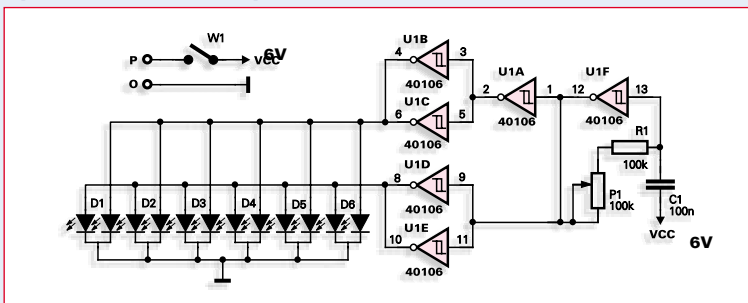 W1
P
VCC
6V
O
U1B
4
3
40106
U1C
6
5
40106
U1A
2
1
40106
U1F
12
13
40106
R1
100k
P1
100k
C1
100n
VCC
6V
U1D
8
9
40106
U1E
10
11
40106
D1
D2
D3
D4
D5
D6